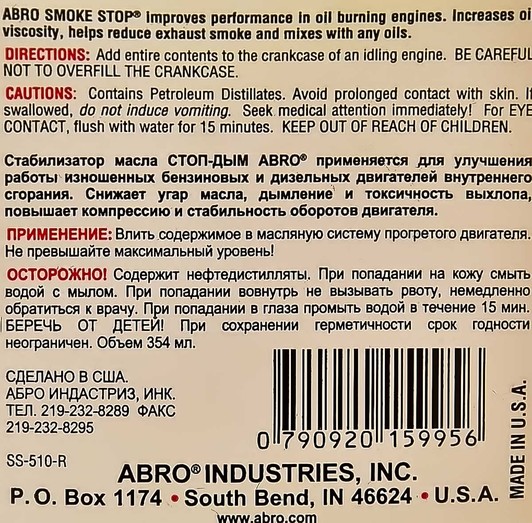 ABRO SMOKE STOP® Improves performance in oil burning engines. Increases oi
viscosity, helps reduce exhaust smoke and mixes with any oils.
DIRECTIONS: Add entire contents to the crankcase of an idling engine. BE CAREFUL
NOT TO OVERFILL THE CRANKCASE.
CAUTIONS: Contains Petroleum Distillates. Avoid prolonged contact with skin. If
swallowed, do not induce vomiting. Seek medical attention immediately! For EYE
CONTACT, flush with water for 15 minutes. KEEP OUT OF REACH OF CHILDREN.
Стабилизатор масла СТОП-ДЫМ ABRO® применяется для улучшения
работы изношенных бензиновых и дизельных двигателей внутреннего
сгорания. Снижает угар масла, дымление и токсичность выхлопа,
повышает компрессию и стабильность оборотов двигателя.
ПРИМЕНЕНИЕ: Влить содержимое в масляную систему прогретого двигателя.
Не превышайте максимальный уровень!
ОСТОРОЖНО! Содержит нефтедистилляты. При попадании на кожу смыть
водой с мылом. При попадании вовнутрь не вызывать рвоту, немедленно
обратиться к врачу. При попадании в глаза промыть водой в течение 15 мин.
БЕРЕЧЬ ОТ ДЕТЕЙ! При сохранении герметичности срок годности
неограничен. Объем 354 мл.
СДЕЛАНО В США.
АБРО ИНДАСТРИЗ, ИНК.
ТЕЛ. 219-232-8289 ФАКС
219-232-8295
SS-510-R
0 790920 159956
MADE IN U.S.A.
ABRO® INDUSTRIES, INC.
P.O. Box 1174 • South Bend, IN 46624 • U.S.A.
www.abro.com